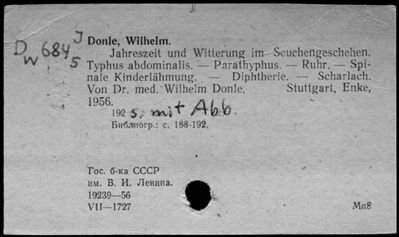 J
D W 684
5
Donle, Wilhelm.
Jahreszeit und Witterung im Seuchengeschehen.
Typhus abdominalis. — Parathyphus. — Ruhr. — Spi-
nale Kinderlähmung. — Diphtherie. — Scharlach.
Von Dr. med. Wilhelm Donle. Stuttgart, Enke,
1956.
192 s. mit Abb.
Библиогр.: с. 188-192.
Гос. б-ка СССР
им. В. И. Ленина.
19239—56
VII—1727
Мп8